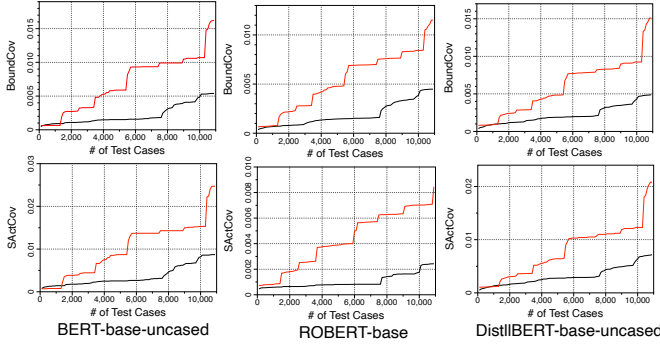 BoundCov
0.015
0.010
0.005
0.000
2,000 4,000 6,000 8,000 10,000
# of Test Cases
BoundCov
0.015
0.010
0.005
0.000
2,000 4,000 6,000 8,000 10,000
# of Test Cases
BoundCov
0.015
0.010
0.005
0.000
2,000 4,000 6,000 8,000 10,000
# of Test Cases
SActCov
0.03
0.02
0.01
0
2,000 4,000 6,000 8,000 10,000
# of Test Cases
BERT-base-uncased
SActCov
0.010
0.008
0.006
0.004
0.002
0.000
2,000 4,000 6,000 8,000 10,000
# of Test Cases
ROBERT-base
SActCov
0.02
0.01
0
2,000 4,000 6,000 8,000 10,000
# of Test Cases
DistllBERT-base-uncased